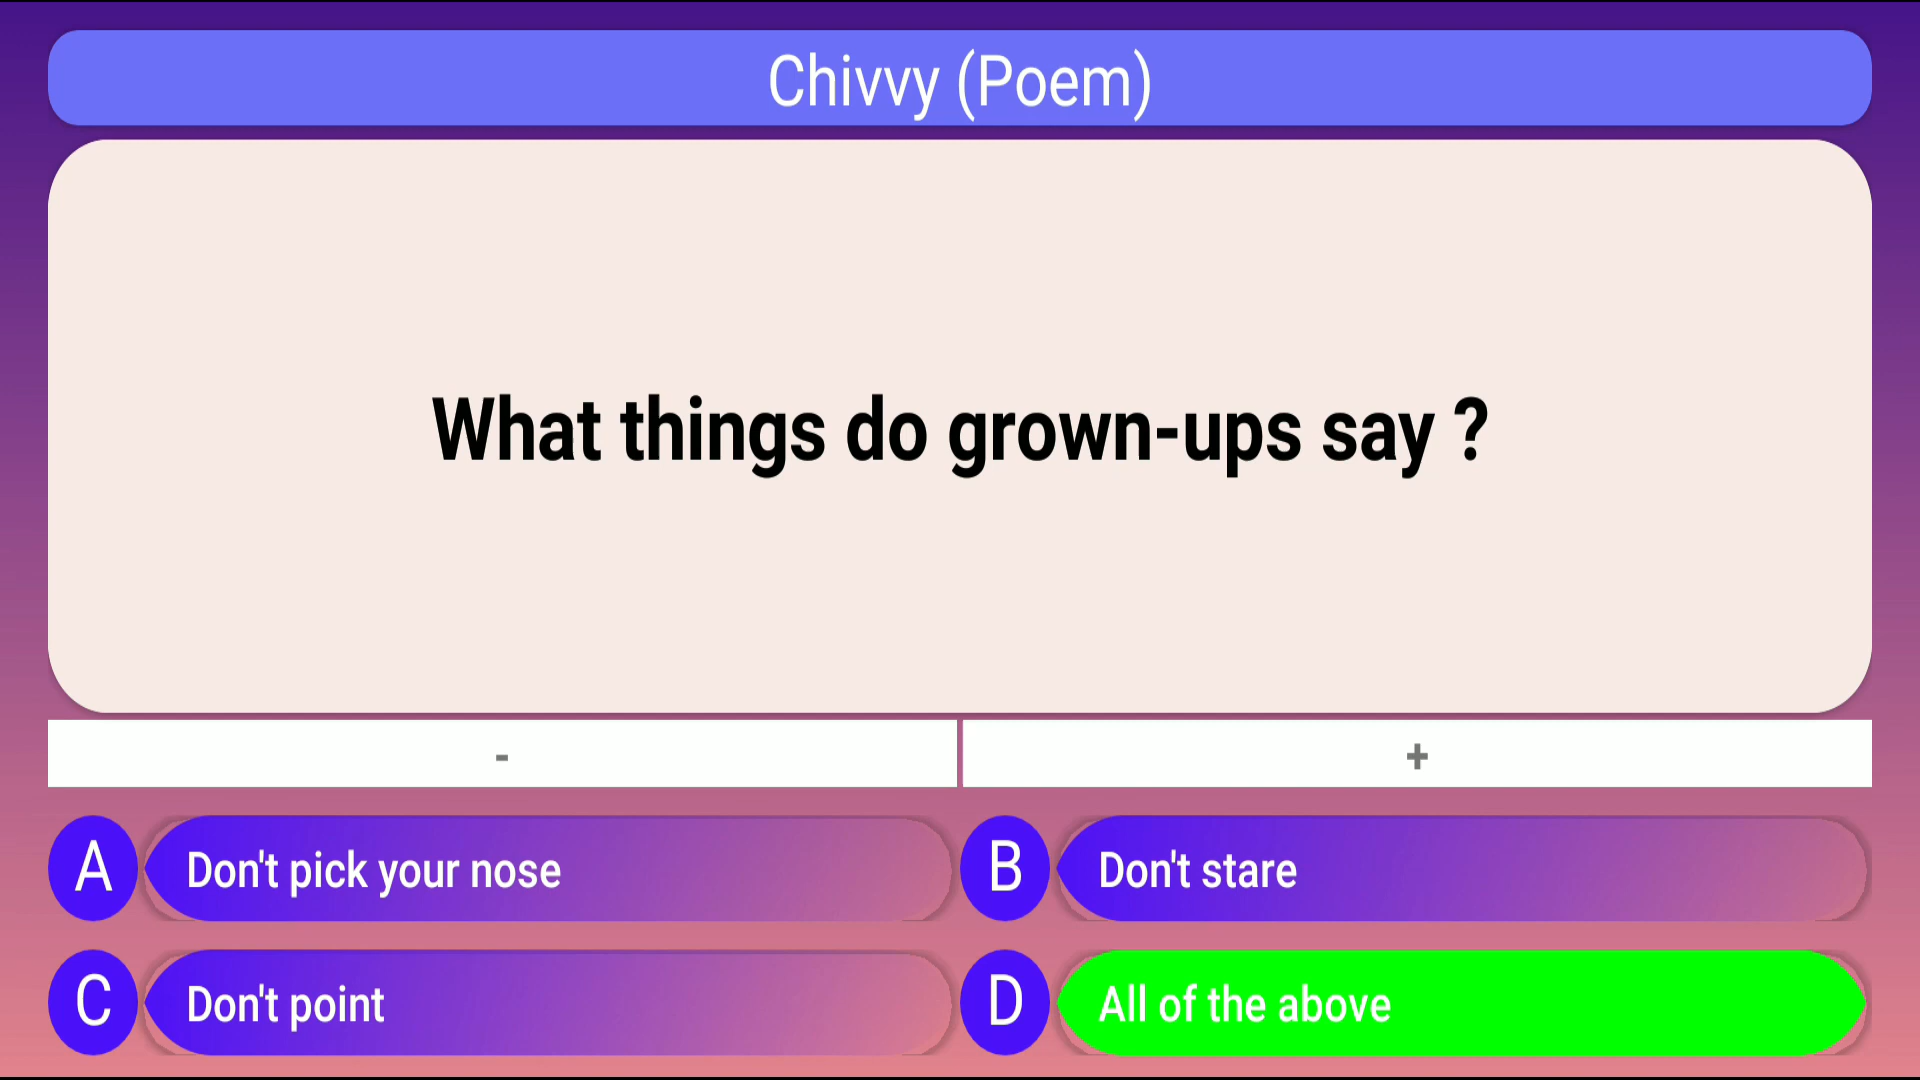 Chivvy (Poem)
What things do grown-ups say ?
-
+
A
Don't pick your nose
B
Don't stare
C
Don't point
D
All of the above